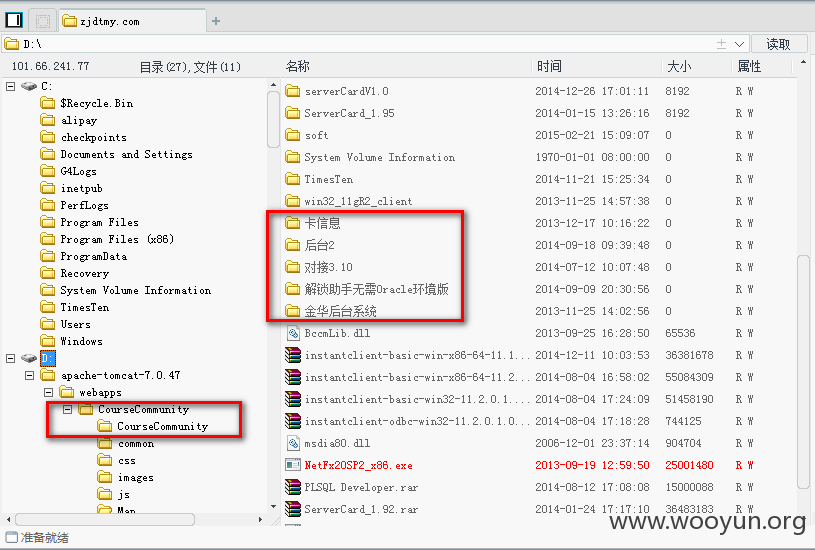 zjdtmy.com
D:\
读取
101.66.241.77
目录(27),文件(11)
名称 时间 大小 属性
C:
$Recycle.Bin
alipay
checkpoints
Documents and Settings
G4Logs
inetpub
PerfLogs
Program Files
Program Files (x86)
ProgramData
Recovery
System Volume Information
TimesTen
Users
Windows
D:
apache-tomcat-7.0.47
webapps
CourseCommunity
CourseCommunity
common
css
images
js
Map
serverCardV1.0 2014-12-26 17:01:11 8192 R W
ServerCard_1.95 2014-01-15 13:26:16 8192 R W
soft 2015-02-21 15:09:07 0 R W
System Volume Information 1970-01-01 08:00:00 0 R W
TimesTen 2014-11-21 15:25:34 0 R W
win32_11gR2_client 2013-11-25 14:57:38 0 R W
卡信息 2013-12-17 10:16:22 0 R W
后台2 2014-09-18 09:39:48 0 R W
对接3.10 2014-07-12 10:07:48 0 R W
解锁助手无需Oracle环境版 2014-09-09 20:30:56 0 R W
金华后台系统 2013-11-25 14:02:56 0 R W
BccmLib.dll 2013-09-25 16:28:50 65536 R W
instantclient-basic-win-x86-64-11.1... 2014-12-11 10:03:53 36381678 R W
instantclient-basic-win-x86-64-11.2... 2014-08-04 16:58:02 55084309 R W
instantclient-basic-win32-11.2.0.1.... 2014-08-04 17:24:09 51458190 R W
instantclient-odbc-win32-11.2.0.1.0... 2014-08-04 17:18:28 744125 R W
msdia80.dll 2006-12-01 23:37:14 904704 R W
NetFx20SP2_x86.exe 2013-09-19 12:59:50 25001480 R W
PLSQL Developer.rar 2014-08-12 17:08:08 15000088 R W
ServerCard_1.92.rar 2014-01-24 17:17:10 36483183 R W
www.wooyun.org
准备就绪